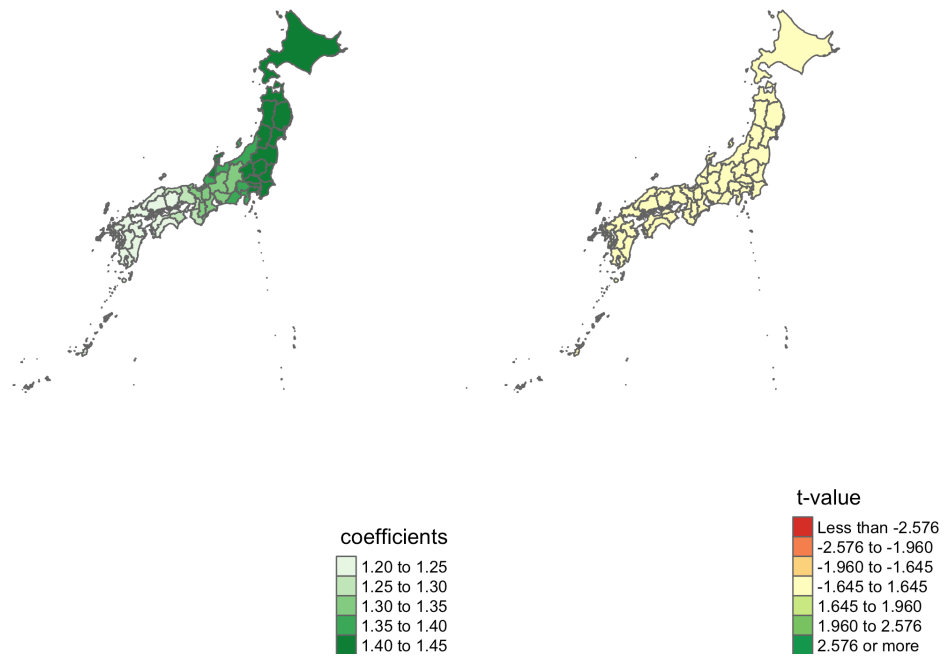 coefficients
1.20 to 1.25
1.25 to 1.30
1.30 to 1.35
1.35 to 1.40
1.40 to 1.45
t-value
Less than -2.576
-2.576 to -1.960
-1.960 to -1.645
-1.645 to 1.645
1.645 to 1.960
1.960 to 2.576
2.576 or more